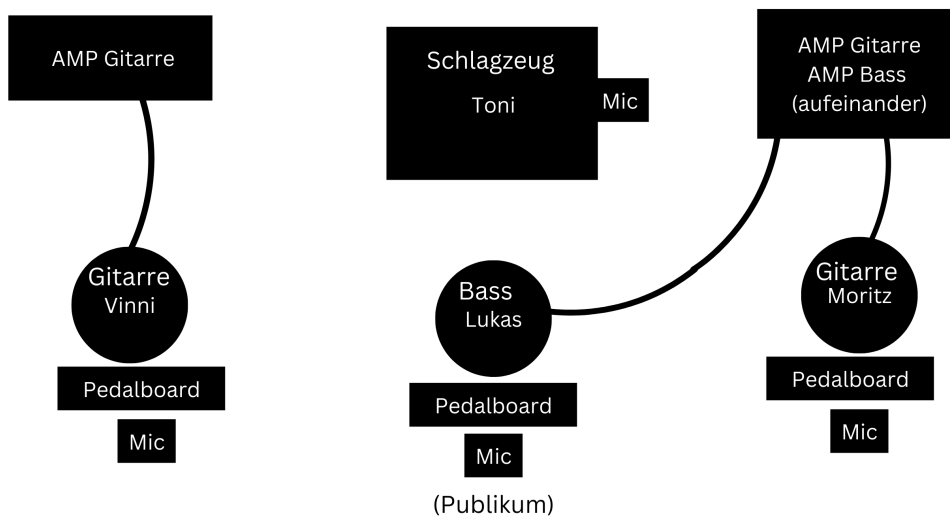 AMP Gitarre
Schlagzeug
Toni
Mic
AMP Gitarre
AMP Bass
(aufeinander)
Gitarre
Vinni
Pedalboard
Mic
Bass
Lukas
Pedalboard
Mic
Gitarre
Moritz
Pedalboard
Mic
(Publikum)